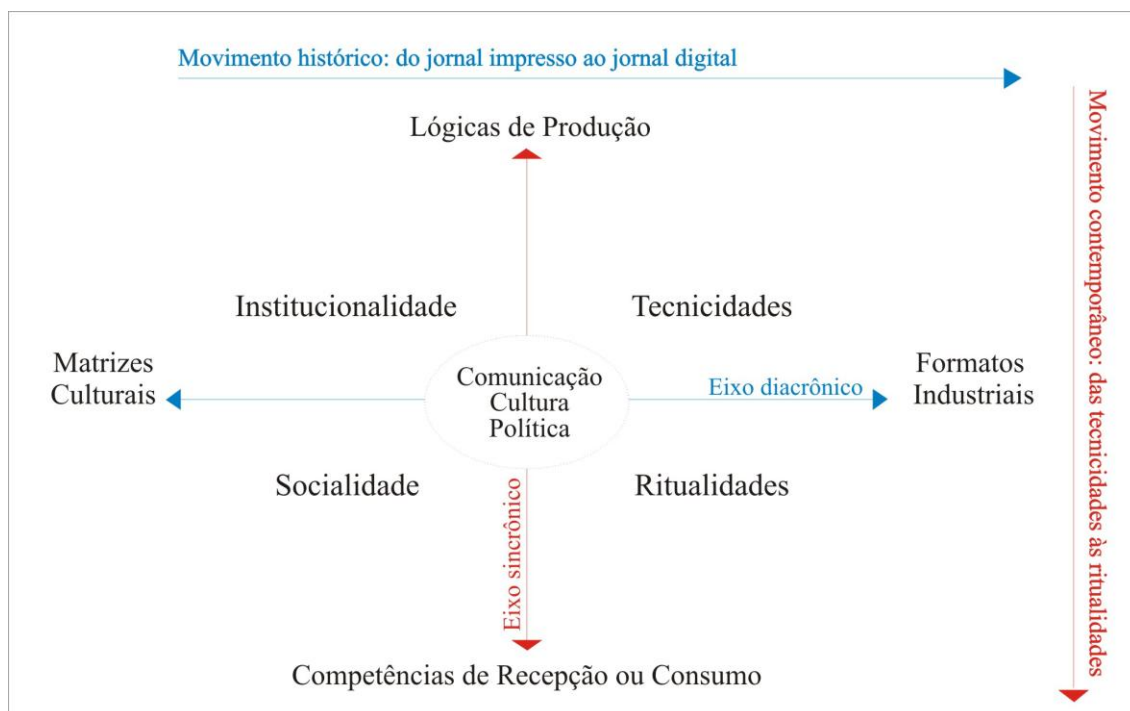 Movimento histórico: do jornal impresso ao jornal digital
Lógicas de Produção
Movimento contemporâneo: das tecnicidades às ritualidades
Institucionalidade
Tecnicidades
Matrizes
Culturais
Comunicação
Cultura
Política
Eixo diacrônico
Formatos
Industriais
Socialidade
Ritualidades
Eixo sincrônico
Competências de Recepção ou Consumo